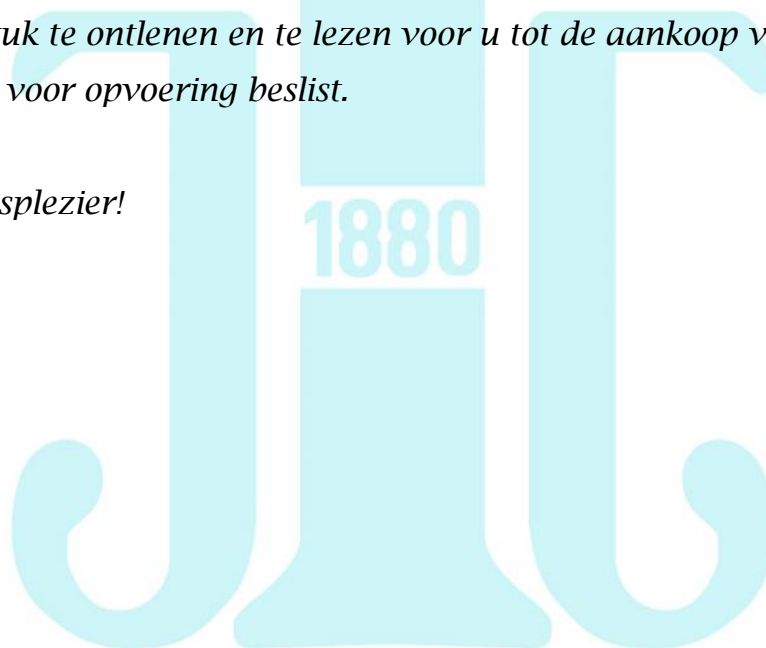 uk te ontlenen en te lezen voor u tot de aankoop v
voor opvoering beslist.
splezier!
1880